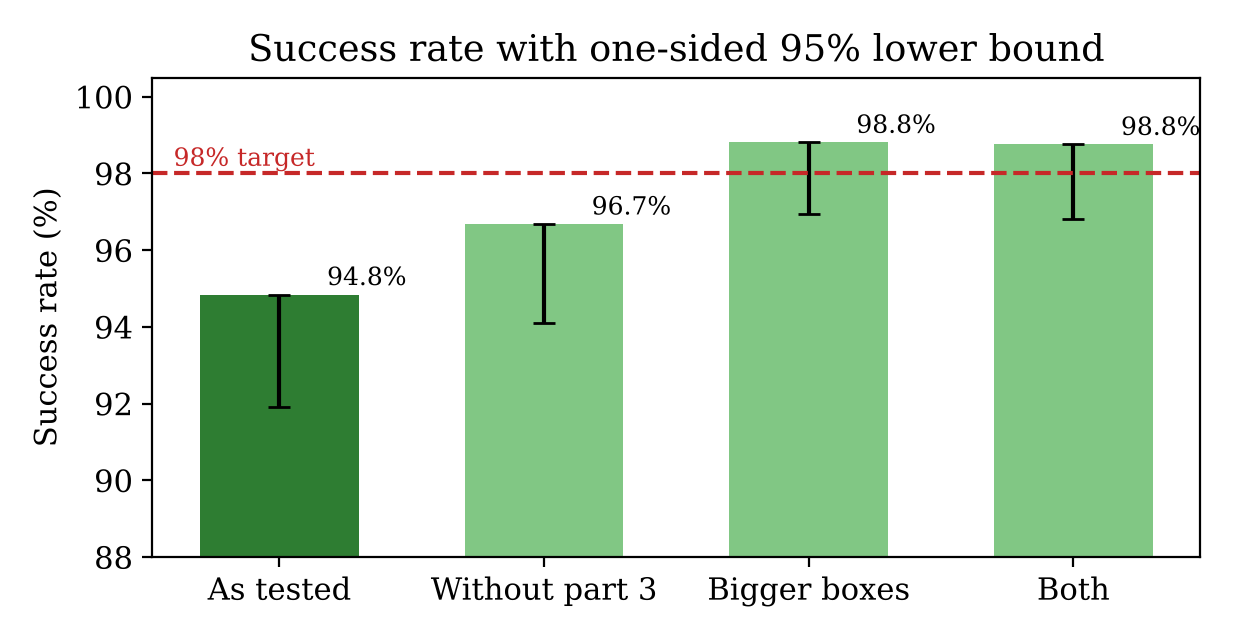 Success rate with one-sided 95% lower bound
Success rate (%)
100
98
96
94
92
90
88
98% target
94.8%
96.7%
98.8%
98.8%
As tested
Without part 3
Bigger boxes
Both